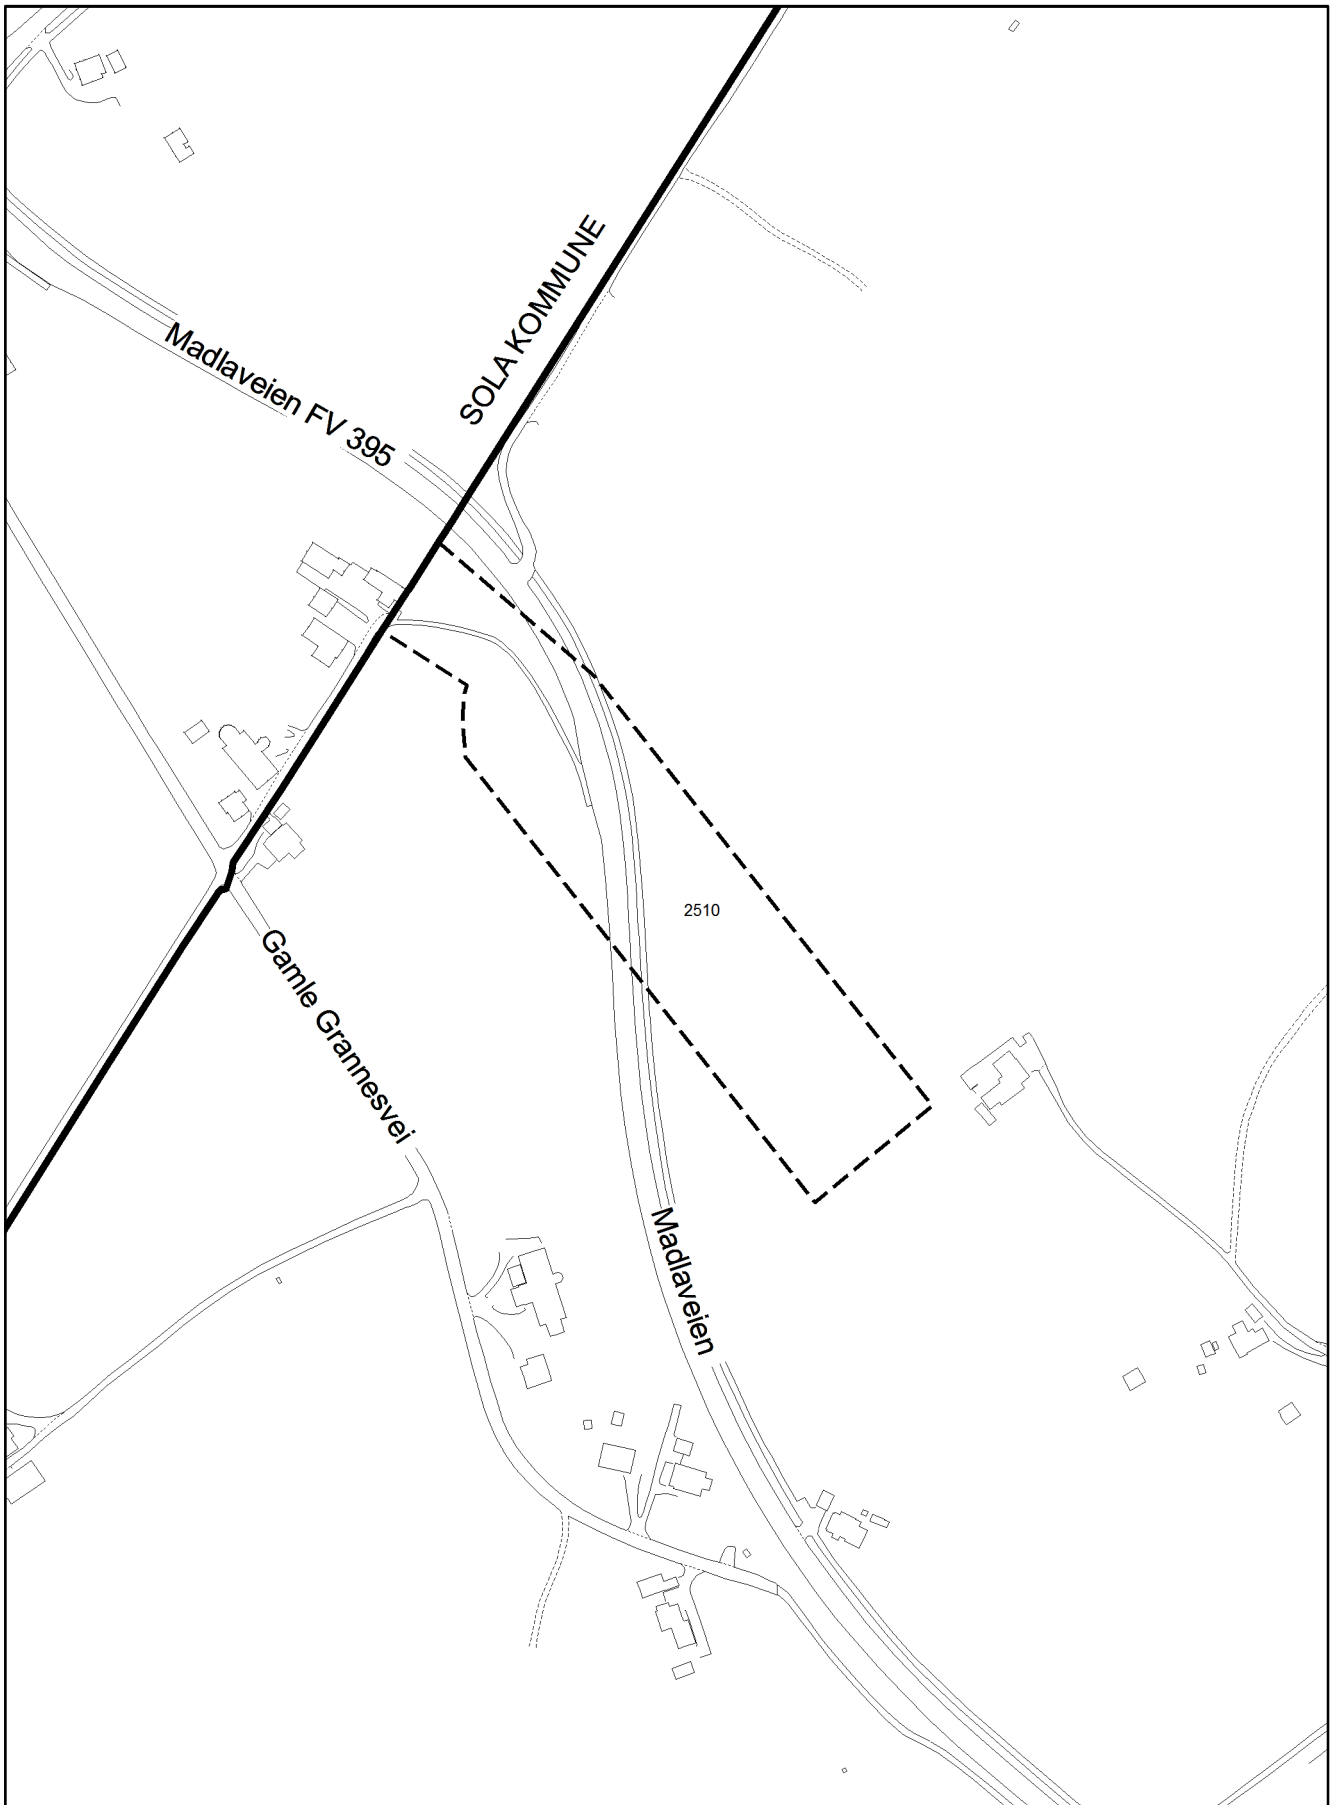 SOLA KOMMUNE
Madlaveien FV 395
2510
Gamle Grannesvei
Madlaveien